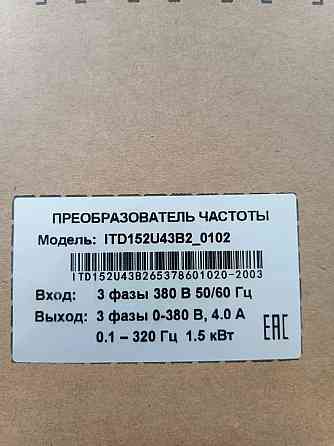 ПРЕОБРАЗОВАТЕЛЬ ЧАСТОТЫ
Модель: ITD152U43B2_0102
ITD152U43B265378601020-2003
Вход: 3 фазы 380 В 50/60 Гц
Выход: 3 фазы 0-380 В, 4.0 А
0.1 – 320 Гц 1.5 кВт
EAC